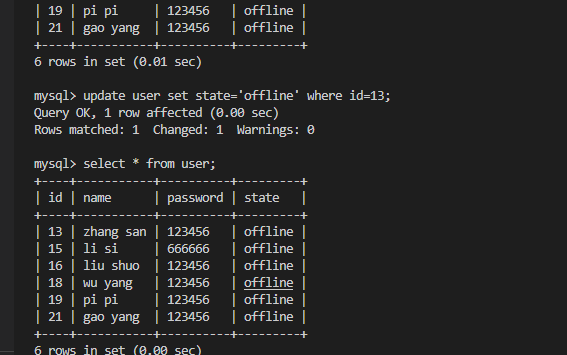 | 19 | pi pi     | 123456   | offline |
| 21 | gao yang  | 123456   | offline |
+----+-----------+----------+---------+
6 rows in set (0.01 sec)
mysql> update user set state='offline' where id=13;
Query OK, 1 row affected (0.00 sec)
Rows matched: 1  Changed: 1  Warnings: 0
mysql> select * from user;
+----+-----------+----------+---------+
| id | name      | password | state   |
+----+-----------+----------+---------+
| 13 | zhang san | 123456   | offline |
| 15 | li si     | 666666   | offline |
| 16 | liu shuo  | 123456   | offline |
| 18 | wu yang   | 123456   | offline |
| 19 | pi pi     | 123456   | offline |
| 21 | gao yang  | 123456   | offline |
+----+-----------+----------+---------+
6 rows in set (0.00 sec)